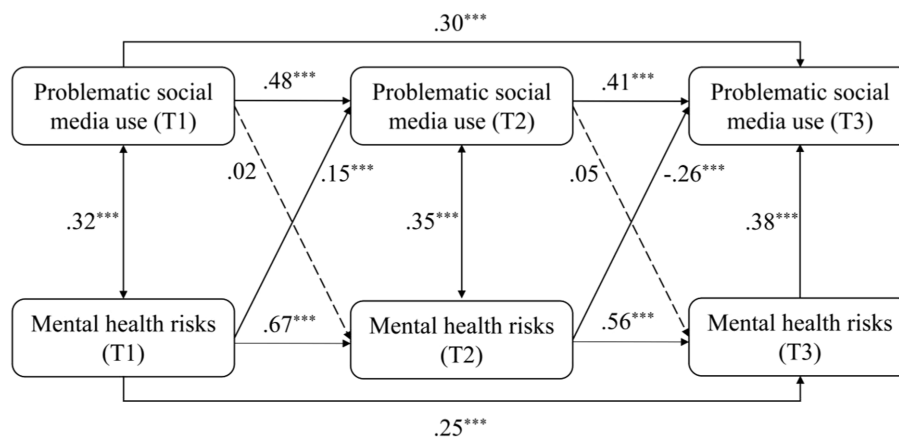 .30***
Problematic social
media use (T1)
.48***
Problematic social
media use (T2)
.41***
Problematic social
media use (T3)
.02
.15***
.05
-.26***
.32***
.35***
.38***
Mental health risks
(T1)
.67***
Mental health risks
(T2)
.56***
Mental health risks
(T3)
.25***